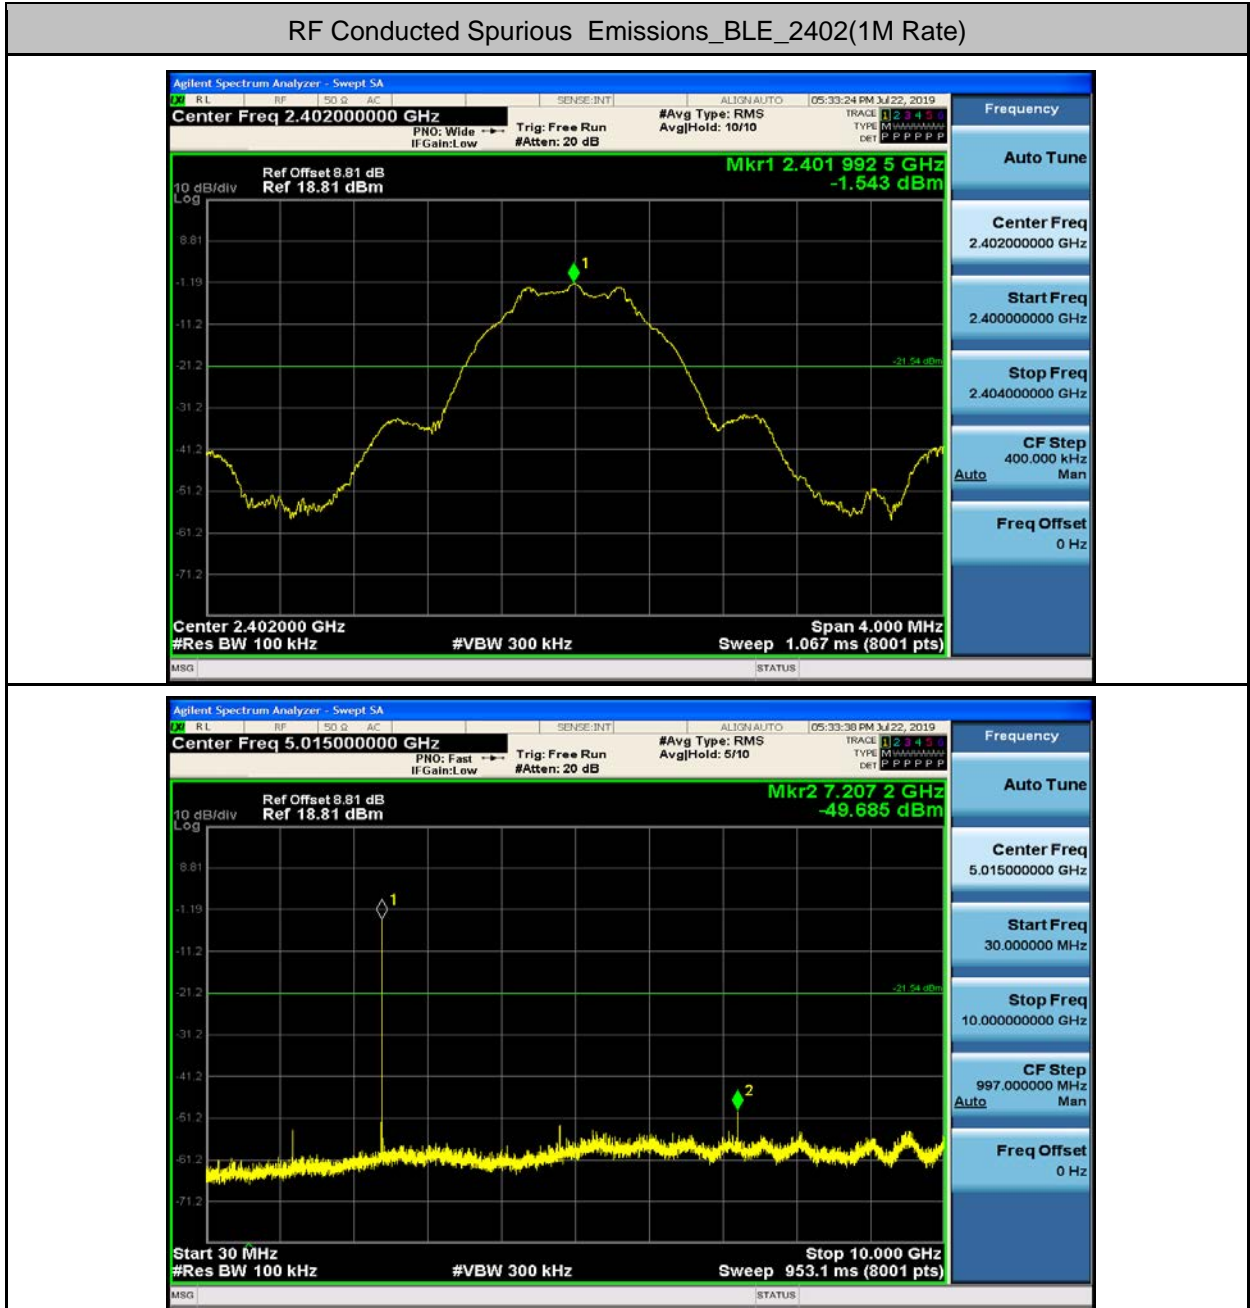 RF Conducted Spurious Emissions_BLE_2402(1M Rate)
Agilent Spectrum Analyzer - Swept SA
RL RF 50 Ω AC SENSE:INT ALIGN AUTO 05:33:24 PM Jul 22, 2019
Center Freq 2.402000000 GHz
PNO: Wide
IFGain:Low
Trig: Free Run
#Atten: 20 dB
#Avg Type: RMS
Avg|Hold: 10/10
TRACE 1 2 3 4 5 6
TYPE M
DET P P P P P P
Ref Offset 8.81 dB
10 dB/div Ref 18.81 dBm
Log
Mkr1 2.401 992 5 GHz
-1.543 dBm
8.81
-1.19
-11.2
-21.2
-31.2
-41.2
-51.2
-61.2
-71.2
1
-21.54 dBm
Center 2.402000 GHz Span 4.000 MHz
#Res BW 100 kHz #VBW 300 kHz Sweep 1.067 ms (8001 pts)
MSG STATUS
Frequency
Auto Tune
Center Freq
2.402000000 GHz
Start Freq
2.400000000 GHz
Stop Freq
2.404000000 GHz
CF Step
400.000 kHz
Auto Man
Freq Offset
0 Hz
Agilent Spectrum Analyzer - Swept SA
RL RF 50 Ω AC SENSE:INT ALIGN AUTO 05:33:38 PM Jul 22, 2019
Center Freq 5.015000000 GHz
PNO: Fast
IFGain:Low
Trig: Free Run
#Atten: 20 dB
#Avg Type: RMS
Avg|Hold: 5/10
TRACE 1 2 3 4 5 6
TYPE M
DET P P P P P P
Ref Offset 8.81 dB
10 dB/div Ref 18.81 dBm
Log
Mkr2 7.207 2 GHz
-49.685 dBm
8.81
-1.19
-11.2
-21.2
-31.2
-41.2
-51.2
-61.2
-71.2
1
-21.54 dBm
2
Start 30 MHz Stop 10.000 GHz
#Res BW 100 kHz #VBW 300 kHz Sweep 953.1 ms (8001 pts)
MSG STATUS
Frequency
Auto Tune
Center Freq
5.015000000 GHz
Start Freq
30.000000 MHz
Stop Freq
10.000000000 GHz
CF Step
997.000000 MHz
Auto Man
Freq Offset
0 Hz